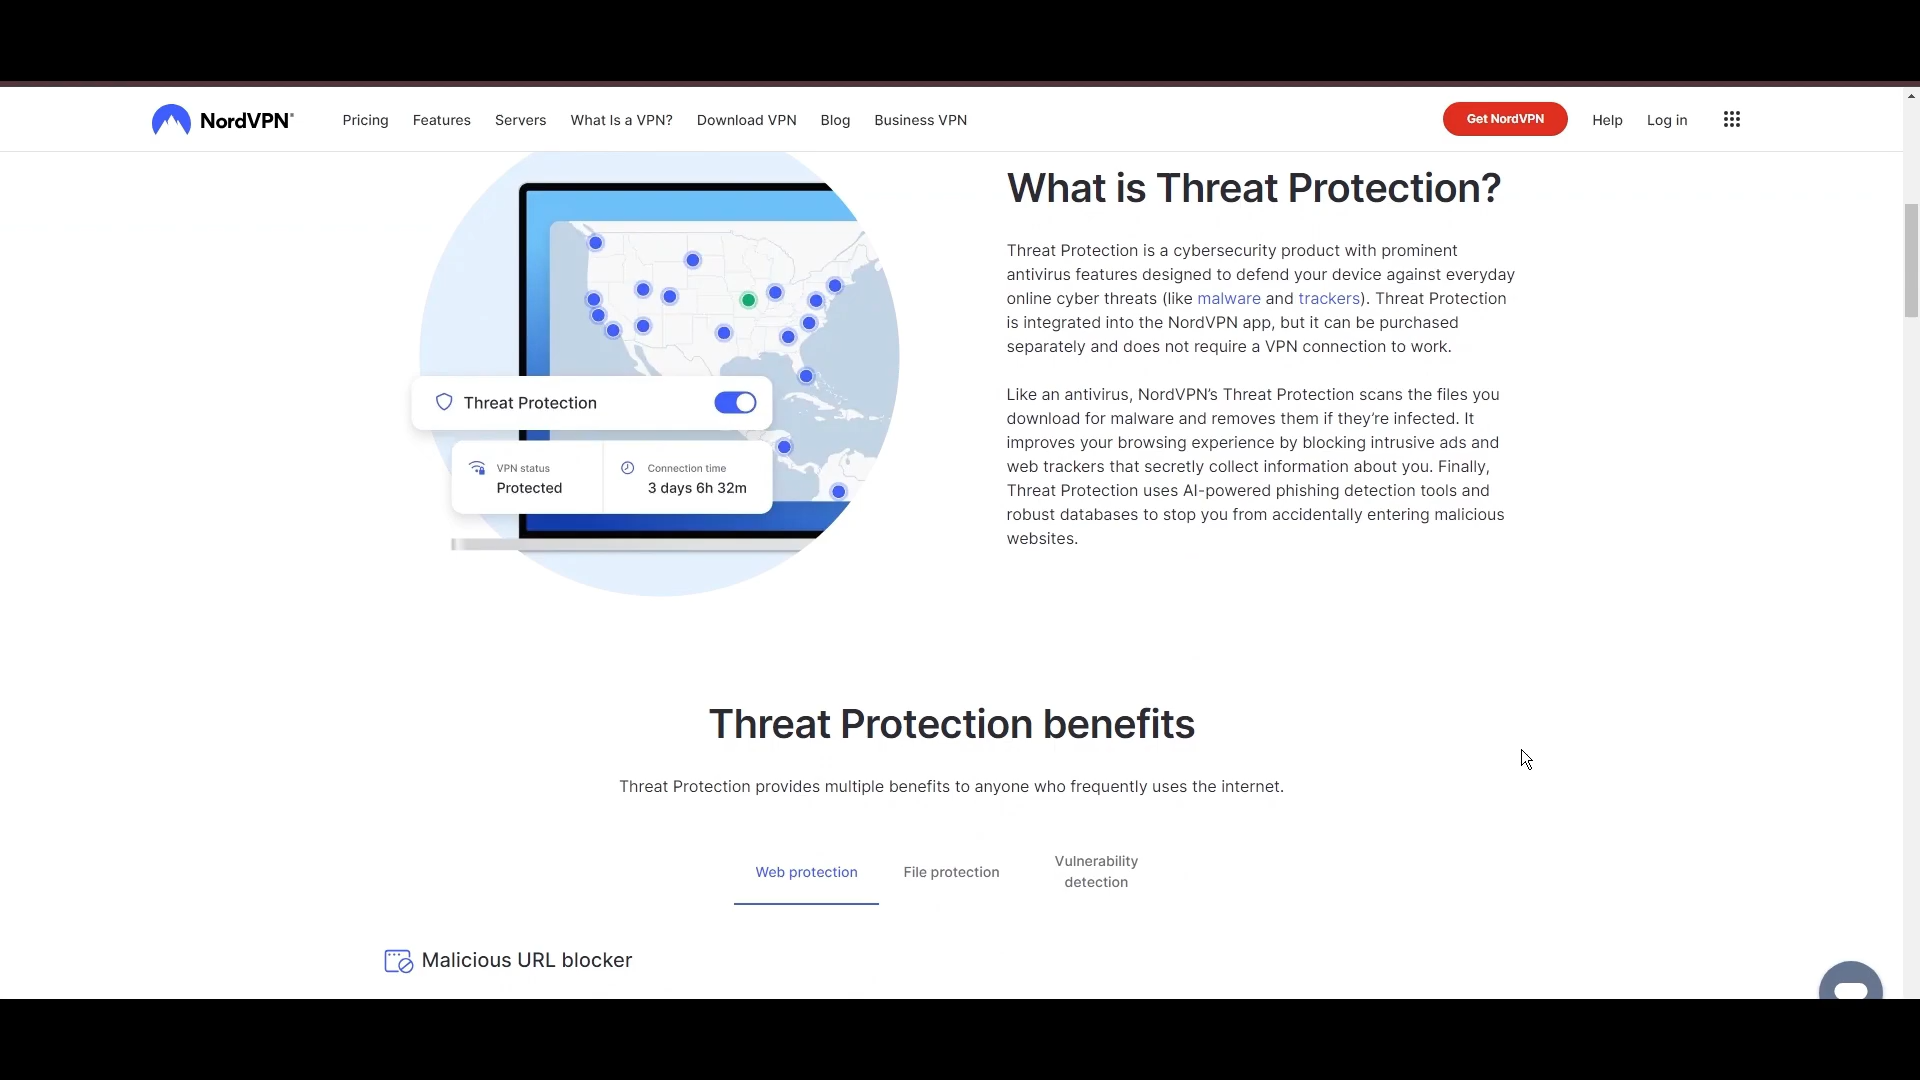 NordVPN®
Pricing
Features
Servers
What Is a VPN?
Download VPN
Blog
Business VPN
Get NordVPN
Help
Log in
Threat Protection
VPN status
Protected
Connection time
3 days 6h 32m
What is Threat Protection?
Threat Protection is a cybersecurity product with prominent
antivirus features designed to defend your device against everyday
online cyber threats (like malware and trackers). Threat Protection
is integrated into the NordVPN app, but it can be purchased
separately and does not require a VPN connection to work.
Like an antivirus, NordVPN’s Threat Protection scans the files you
download for malware and removes them if they’re infected. It
improves your browsing experience by blocking intrusive ads and
web trackers that secretly collect information about you. Finally,
Threat Protection uses AI-powered phishing detection tools and
robust databases to stop you from accidentally entering malicious
websites.
Threat Protection benefits
Threat Protection provides multiple benefits to anyone who frequently uses the internet.
Web protection
File protection
Vulnerability
detection
Malicious URL blocker